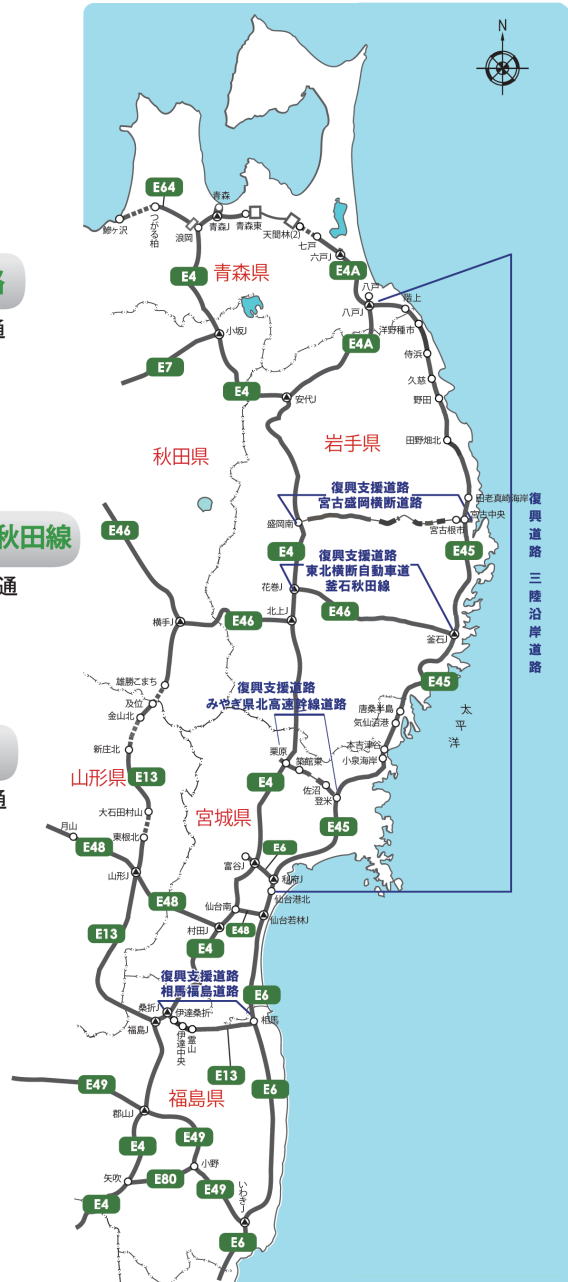 N
E64
青森
鰺ヶ沢
つがる柏
浪岡
青森J
青森東
天間林(2)
七戸
六戸J
路
E4
青森県
E4A
八戸
八戸J
階上
通
小坂J
洋野種市
E4A
侍浜
E7
久慈
E4
安代J
野田
秋田県
岩手県
田野畑北
復興支援道路
宮古盛岡横断道路
田老真崎海岸
宮古中央
宮古根市
盛岡南
復興道路 三陸沿岸道路
E46
秋田線
E4
E45
復興支援道路
東北横断自動車道
釜石秋田線
通
花巻J
E46
北上J
横手J
E46
釜石J
雄勝こまち
E45
及位
金山北
復興支援道路
みやぎ県北高速幹線道路
唐桑半島
気仙沼港
太平洋
新庄北
本吉津谷
小泉海岸
栗原
築館東
山形県
E13
E4
佐沼
登米
通
大石田村山
宮城県
E45
月山
東根北
E48
E6
富谷J
利府J
山形J
仙台港北
E48
仙台南
仙台若林J
E48
村田J
E13
E4
復興支援道路
相馬福島道路
E6
桑折J
伊達桑折
相馬
福島J
伊達中央
霊山
E13
E49
福島県
E6
郡山J
E4
E49
小野
矢吹
E80
E49
いわきJ
E4
E6